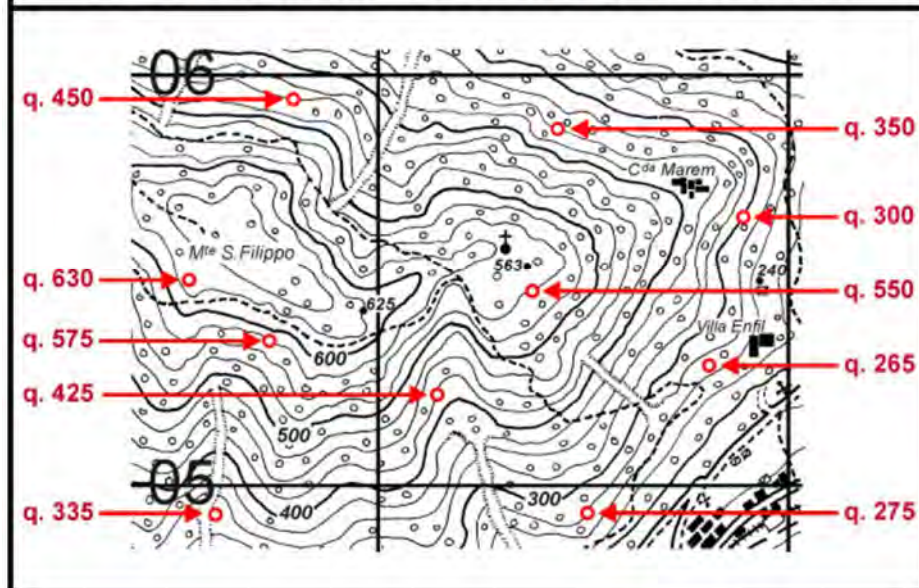 06
q. 450
q. 350
Cda Marem
q. 300
Mte S. Filippo
563
240
q. 630
625
q. 550
Villa Enfil
q. 575
600
q. 265
q. 425
500
05
q. 335
400
300
q. 275